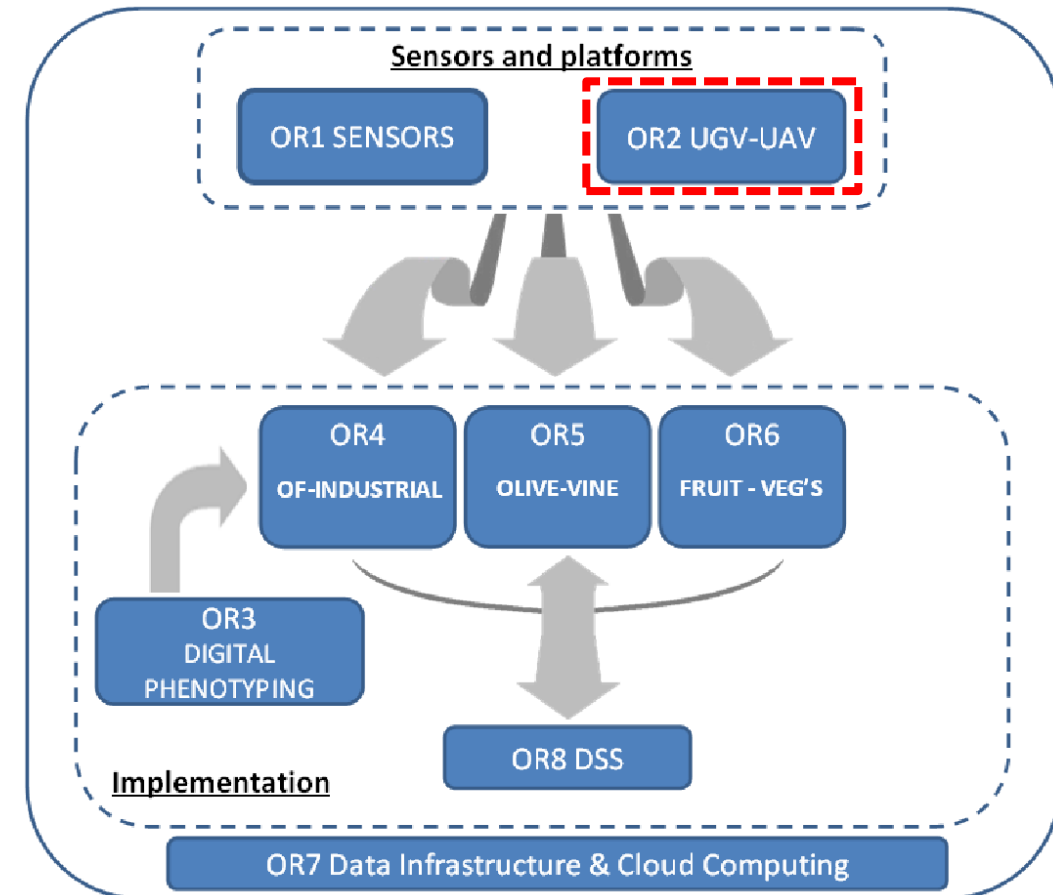 Sensors and platforms
OR1 SENSORS
OR2 UGV-UAV
OR4
OF-INDUSTRIAL
OR5
OLIVE-VINE
OR6
FRUIT - VEG'S
OR3
DIGITAL
PHENOTYPING
OR8 DSS
Implementation
OR7 Data Infrastructure & Cloud Computing